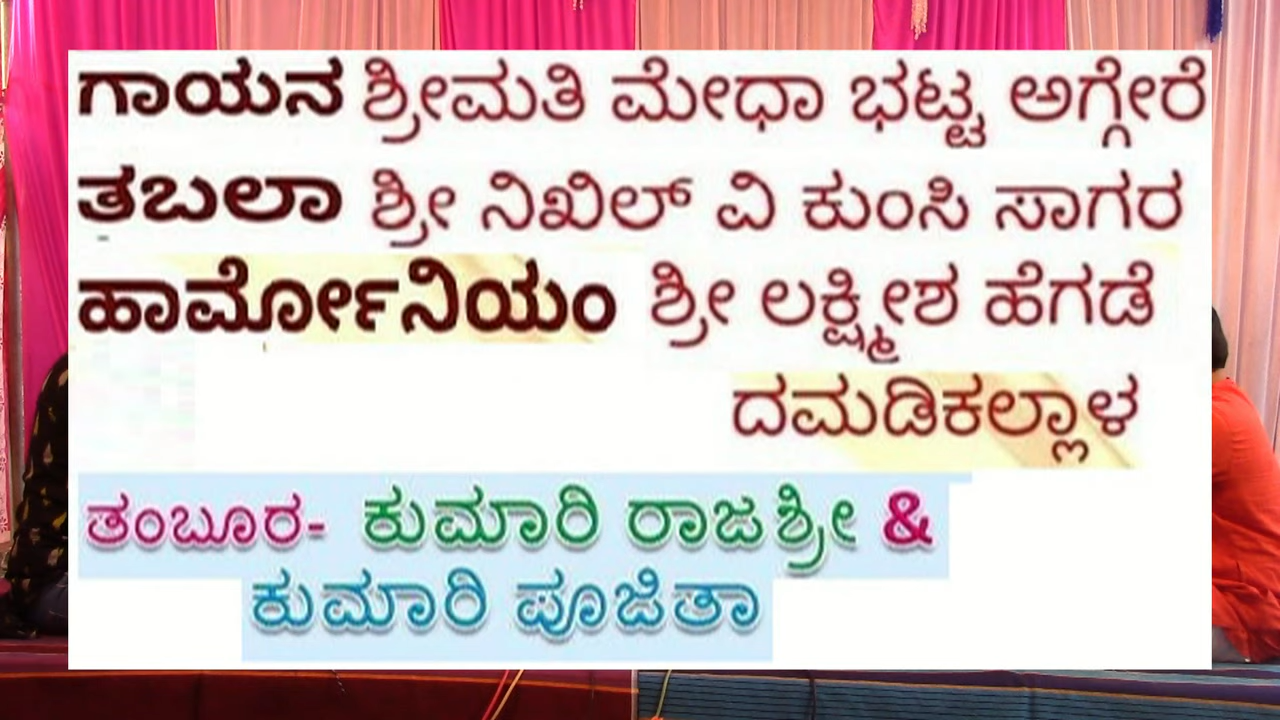 ಗಾಯನ ಶ್ರೀಮತಿ ಮೇಧಾ ಭಟ್ಟ ಅಗ್ಗೇರೆ
ತಬಲಾ ಶ್ರೀ ನಿಖಿಲ್ ವಿ ಕುಂಸಿ ಸಾಗರ
ಹಾರ್ಮೋನಿಯಂ ಶ್ರೀ ಲಕ್ಷ್ಮೀಶ ಹೆಗಡೆ
ದಮಡಿಕಲ್ಲಾಳ
ತಂಬೂರ- ಕುಮಾರಿ ರಾಜಶ್ರೀ &
ಕುಮಾರಿ ಪೂಜಿತಾ